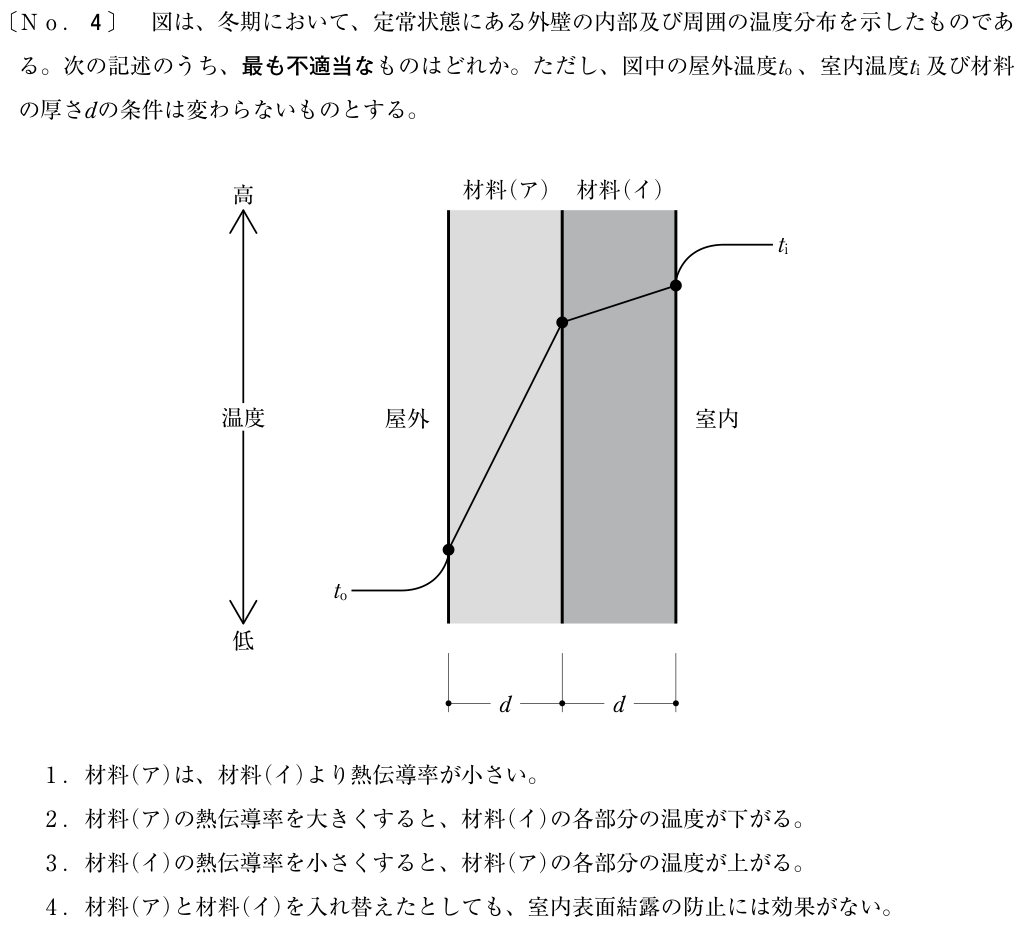 〔Ｎｏ．４〕　図は、冬期において、定常状態にある外壁の内部及び周囲の温度分布を示したものであ
る。次の記述のうち、最も不適当なものはどれか。ただし、図中の屋外温度to、室内温度ti及び材料
の厚さdの条件は変わらないものとする。
材料(ア)　材料(イ)
高
ti
温度　屋外　室内
to
低
d　d
１．材料(ア)は、材料(イ)より熱伝導率が小さい。
２．材料(ア)の熱伝導率を大きくすると、材料(イ)の各部分の温度が下がる。
３．材料(イ)の熱伝導率を小さくすると、材料(ア)の各部分の温度が上がる。
４．材料(ア)と材料(イ)を入れ替えたとしても、室内表面結露の防止には効果がない。